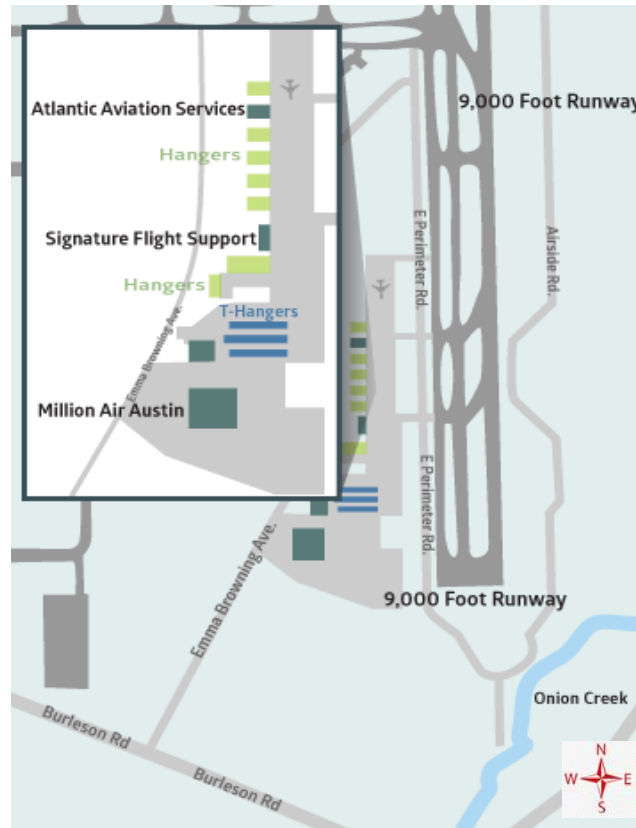 Atlantic Aviation Services
9,000 Foot Runway
Hangers
E Perimeter Rd.
Airside Rd.
Signature Flight Support
Hangers
T-Hangers
Emma Browning Ave.
Million Air Austin
E Perimeter Rd.
Emma Browning Ave.
9,000 Foot Runway
Onion Creek
Burleson Rd
Burleson Rd
N
W E
S